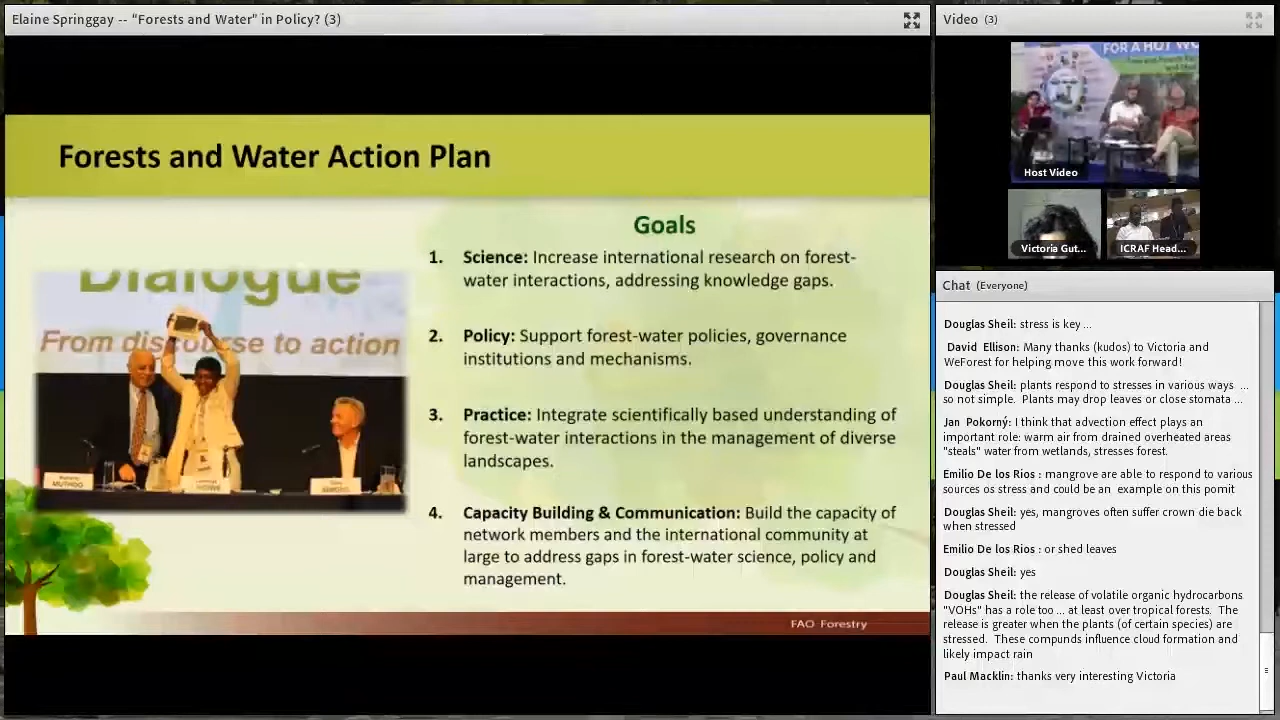 Elaine Springgay -- "Forests and Water" in Policy? (3)
Forests and Water Action Plan
Dialogue
From discourse to action
MUTHOO
Goals
1. Science: Increase international research on forest-
water interactions, addressing knowledge gaps.
2. Policy: Support forest-water policies, governance
institutions and mechanisms.
3. Practice: Integrate scientifically based understanding of
forest-water interactions in the management of diverse
landscapes.
4. Capacity Building & Communication: Build the capacity of
network members and the international community at
large to address gaps in forest-water science, policy and
management.
FAO Forestry
Video (3)
FOR A HOT WO
Host Video
Victoria Gut...
ICRAF Head...
Chat (Everyone)
Douglas Sheil: stress is key ...
David Ellison: Many thanks (kudos) to Victoria and
WeForest for helping move this work forward!
Douglas Sheil: plants respond to stresses in various ways ...
so not simple. Plants may drop leaves or close stomata ...
Jan Pokorný: I think that advection effect plays an
important role warm air from drained overheated areas
"steals" water from wetlands, stresses forest.
Emilio De los Rios : mangrove are able to respond to various
sources os stress and could be an example on this pomit
Douglas Sheil: yes, mangroves often suffer crown die back
when stressed
Emilio De los Rios : or shed leaves
Douglas Sheil: yes
Douglas Sheil: the release of volatile organic hydrocarbons
"VOHs" has a role too ... at least over tropical forests. The
release is greater when the plants (of certain species) are
stressed. These compunds influence cloud formation and
likely impact rain
Paul Macklin: thanks very interesting Victoria